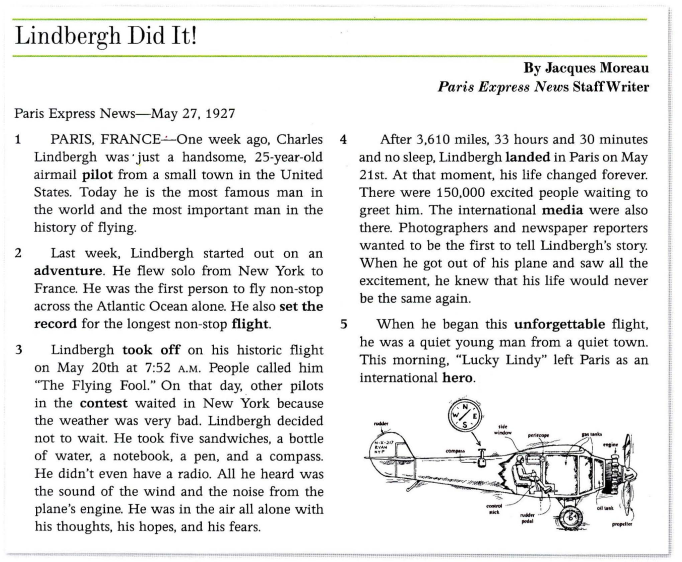 Lindbergh Did It!
By Jacques Moreau
Paris Express News Staff Writer
Paris Express News—May 27, 1927
1 PARIS, FRANCE—One week ago, Charles
Lindbergh was just a handsome, 25-year-old
airmail pilot from a small town in the United
States. Today he is the most famous man in
the world and the most important man in the
history of flying.
2 Last week, Lindbergh started out on an
adventure. He flew solo from New York to
France. He was the first person to fly non-stop
across the Atlantic Ocean alone. He also set the
record for the longest non-stop flight.
3 Lindbergh took off on his historic flight
on May 20th at 7:52 A.M. People called him
"The Flying Fool." On that day, other pilots
in the contest waited in New York because
the weather was very bad. Lindbergh decided
not to wait. He took five sandwiches, a bottle
of water, a notebook, a pen, and a compass.
He didn't even have a radio. All he heard was
the sound of the wind and the noise from the
plane's engine. He was in the air all alone with
his thoughts, his hopes, and his fears.
4 After 3,610 miles, 33 hours and 30 minutes
and no sleep, Lindbergh landed in Paris on May
21st. At that moment, his life changed forever.
There were 150,000 excited people waiting to
greet him. The international media were also
there. Photographers and newspaper reporters
wanted to be the first to tell Lindbergh's story.
When he got out of his plane and saw all the
excitement, he knew that his life would never
be the same again.
5 When he began this unforgettable flight,
he was a quiet young man from a quiet town.
This morning, "Lucky Lindy" left Paris as an
international hero.
N
W E
S
rudder
compass
side
window
periscope
gas tanks
engine
N-X-211
RYAN
NYP
control
stick
rudder
pedal
oil tank
propeller